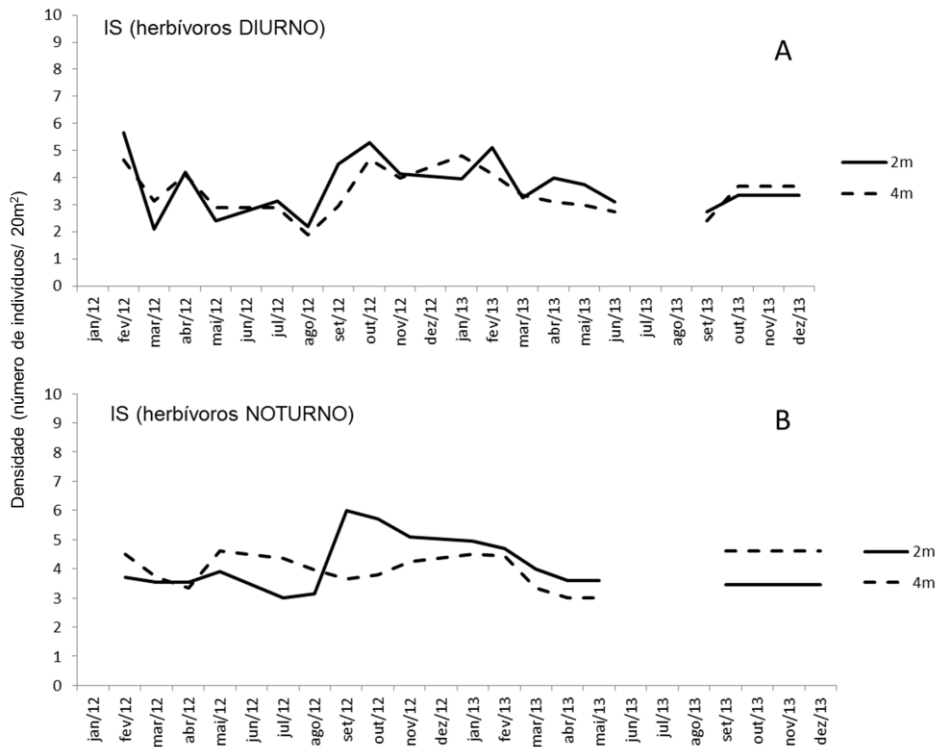 Densidade (número de indivíduos/ 20m²)
IS (herbívoros DIURNO)
A
10
9
8
7
6
5
4
3
2
1
0
jan/12
fev/12
mar/12
abr/12
mai/12
jun/12
jul/12
ago/12
set/12
out/12
nov/12
dez/12
jan/13
fev/13
mar/13
abr/13
mai/13
jun/13
jul/13
ago/13
set/13
out/13
nov/13
dez/13
2m
4m
IS (herbívoros NOTURNO)
B
10
9
8
7
6
5
4
3
2
1
0
jan/12
fev/12
mar/12
abr/12
mai/12
jun/12
jul/12
ago/12
set/12
out/12
nov/12
dez/12
jan/13
fev/13
mar/13
abr/13
mai/13
jun/13
jul/13
ago/13
set/13
out/13
nov/13
dez/13
2m
4m